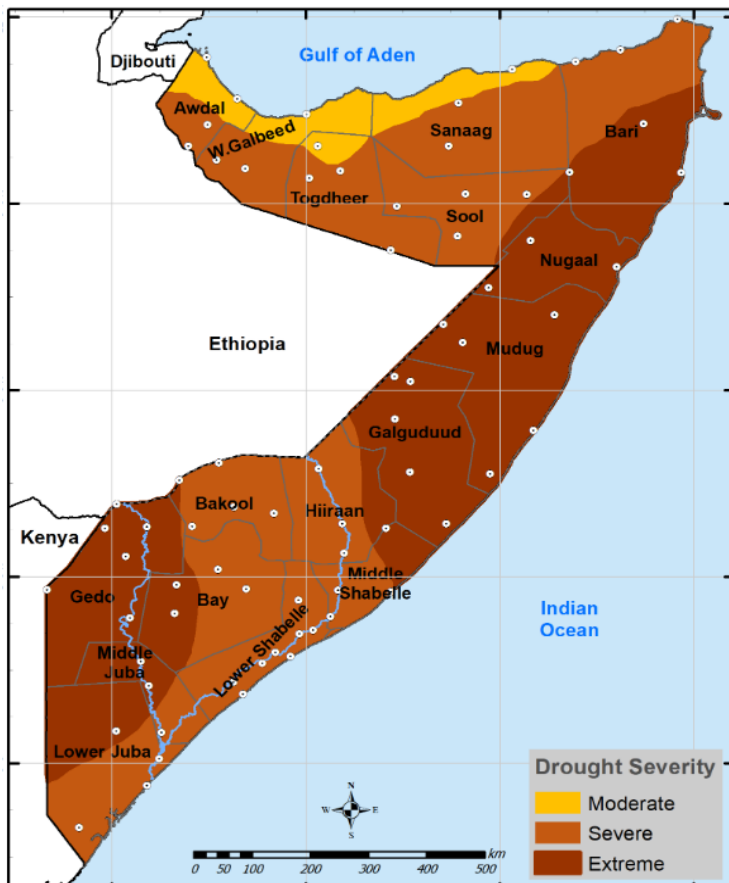 Gulf of Aden
Djibouti
Awdal
W.Galbeed
Sanaag
Bari
Togdheer
Sool
Nugaal
Ethiopia
Mudug
Galguduud
Bakool
Hiiraan
Kenya
Middle
Shabelle
Gedo
Bay
Indian
Ocean
Middle
Juba
Lower Shabelle
Lower Juba
Drought Severity
Moderate
Severe
Extreme
N
W
E
S
km
0 50 100 200 300 400 500